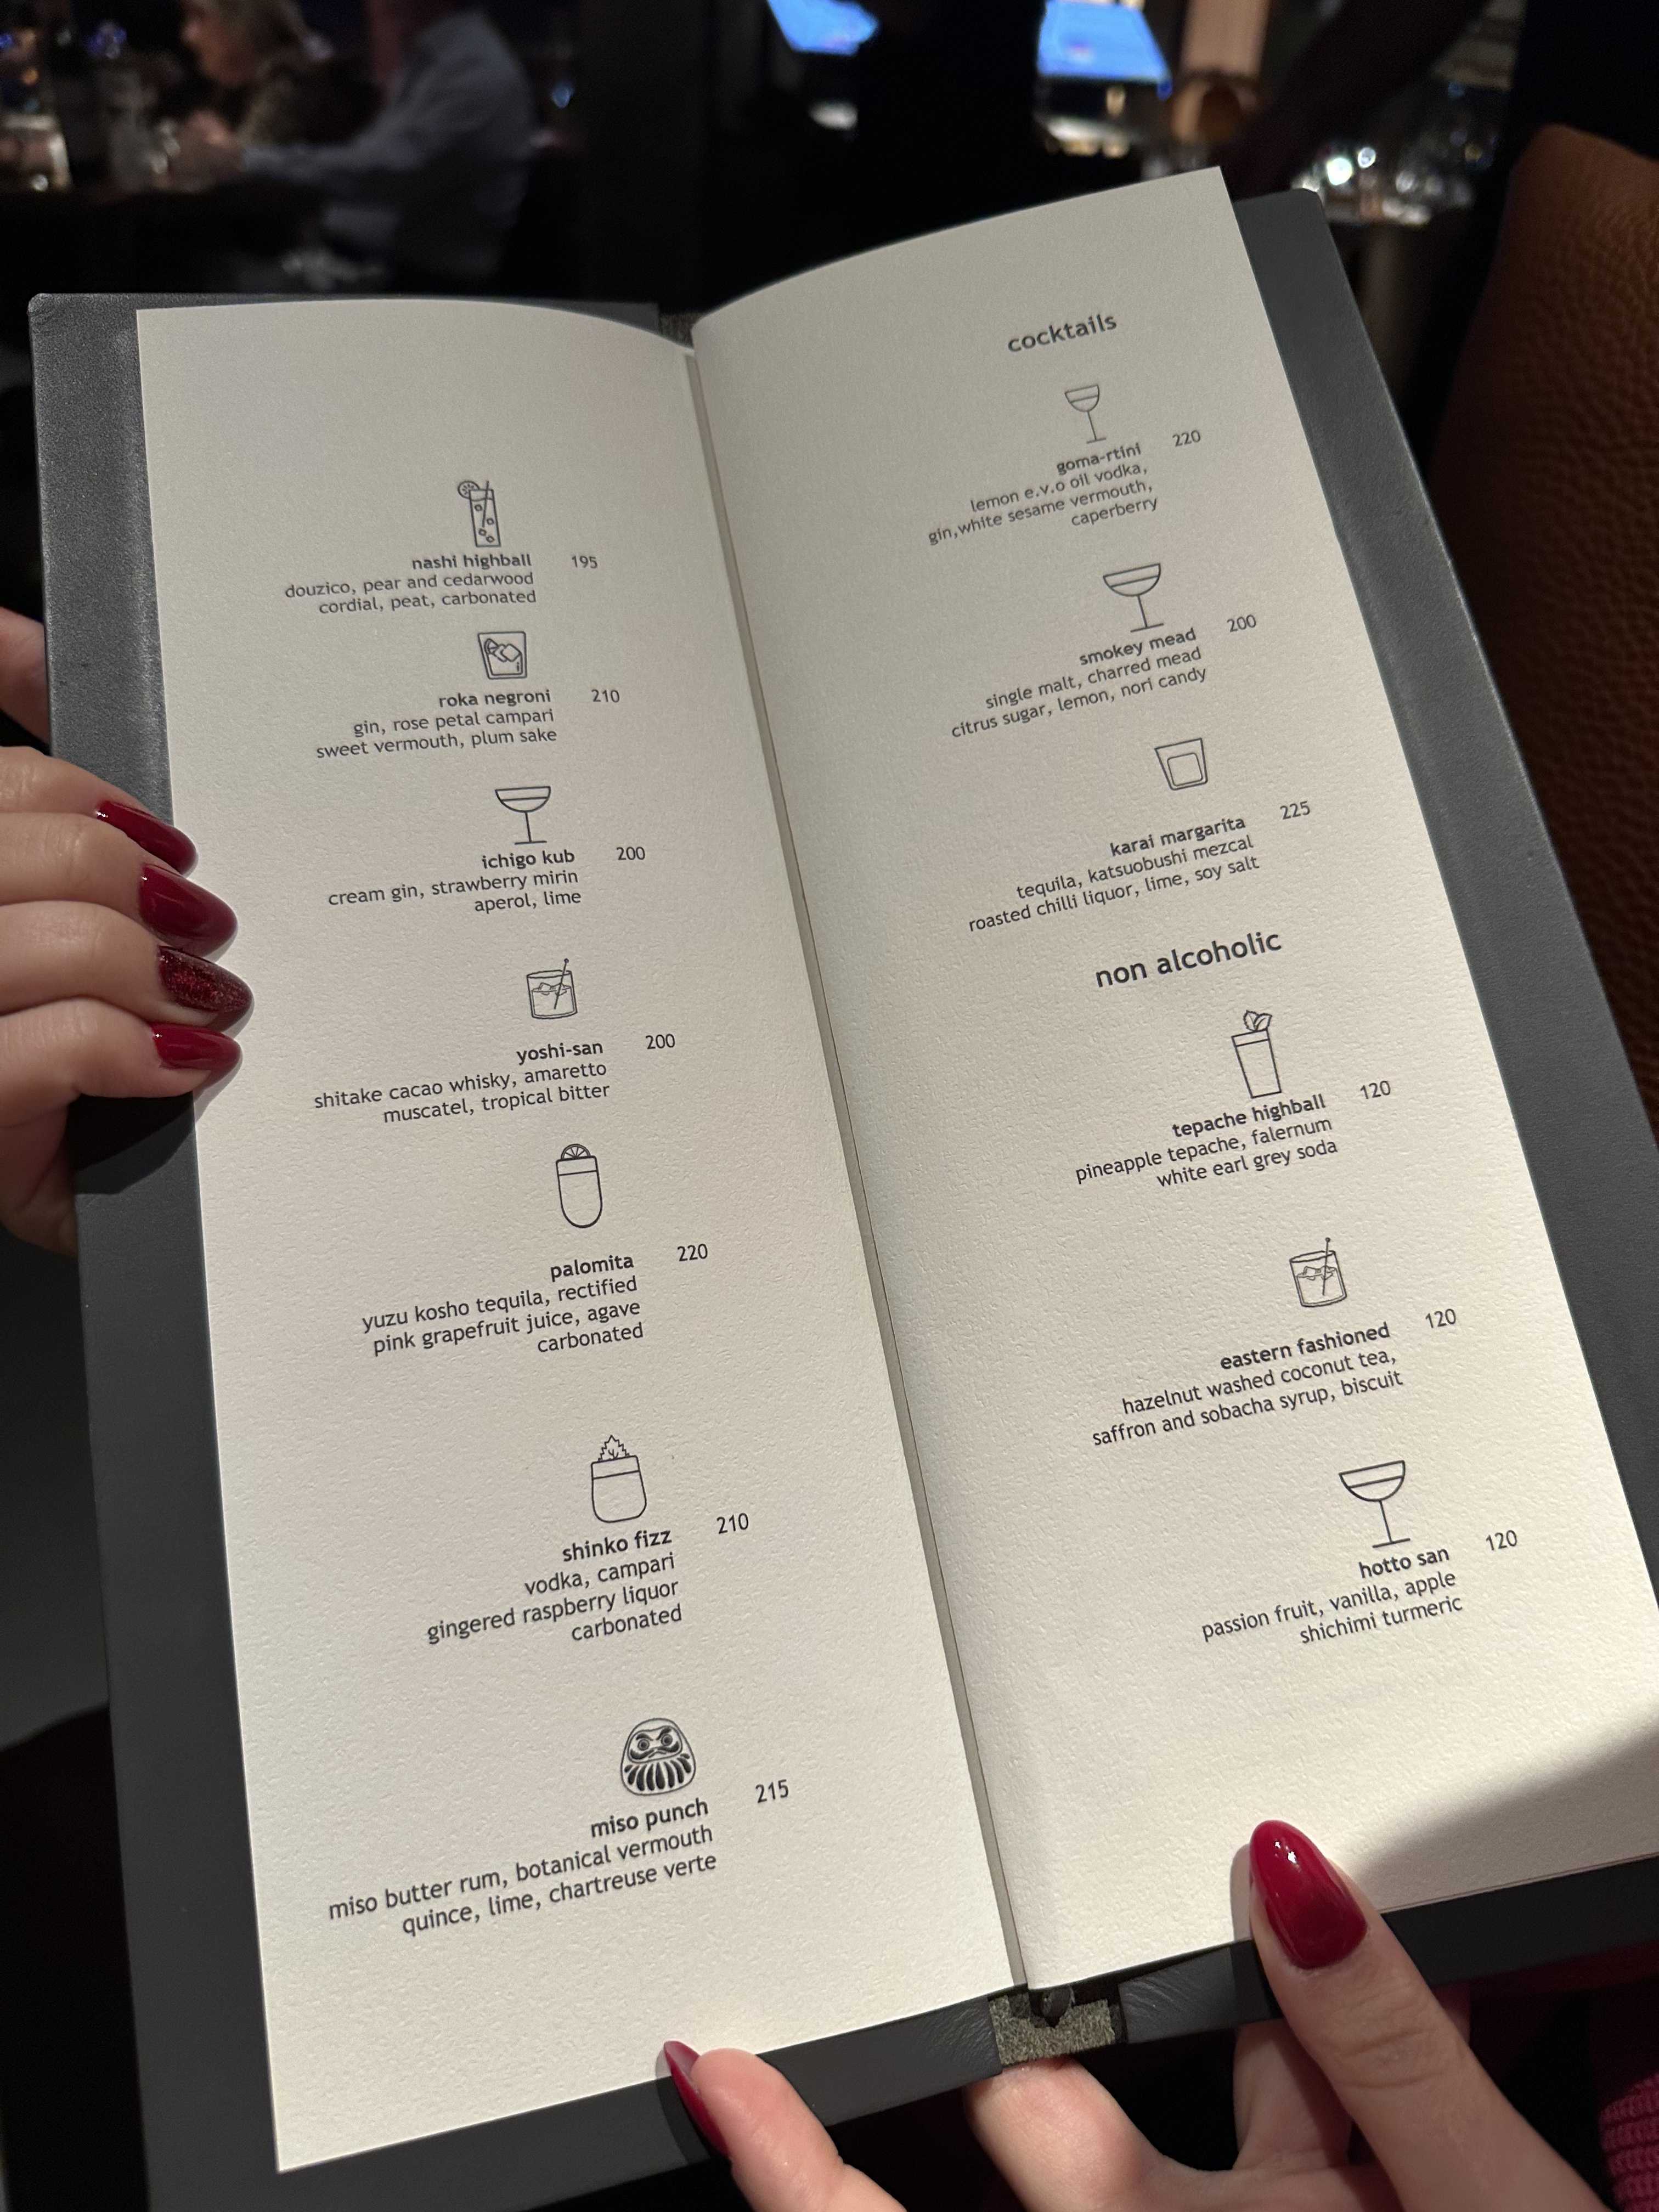 nashi highball 195
douzico, pear and cedarwood
cordial, peat, carbonated
roka negroni 210
gin, rose petal campari
sweet vermouth, plum sake
ichigo kub 200
cream gin, strawberry mirin
aperol, lime
yoshi-san 200
shitake cacao whisky, amaretto
muscatel, tropical bitter
palomita 220
yuzu kosho tequila, rectified
pink grapefruit juice, agave
carbonated
shinko fizz 210
vodka, campari
gingered raspberry liquor
carbonated
miso punch 215
miso butter rum, botanical vermouth
quince, lime, chartreuse verte
cocktails
goma-rtini 220
lemon e.v.o oil vodka,
gin,white sesame vermouth,
caperberry
smokey mead 200
single malt, charred mead
citrus sugar, lemon, nori candy
karai margarita 225
tequila, katsuobushi mezcal
roasted chilli liquor, lime, soy salt
non alcoholic
tepache highball 120
pineapple tepache, falernum
white earl grey soda
eastern fashioned 120
hazelnut washed coconut tea,
saffron and sobacha syrup, biscuit
hotto san 120
passion fruit, vanilla, apple
shichimi turmeric